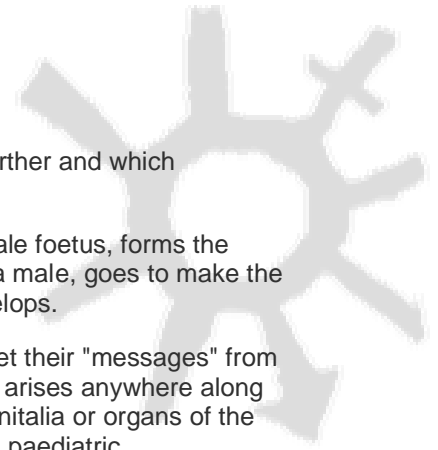 rther and which
ale foetus, forms the
a male, goes to make the
elops.
et their "messages" from
arises anywhere along
nitalia or organs of the
paediatric